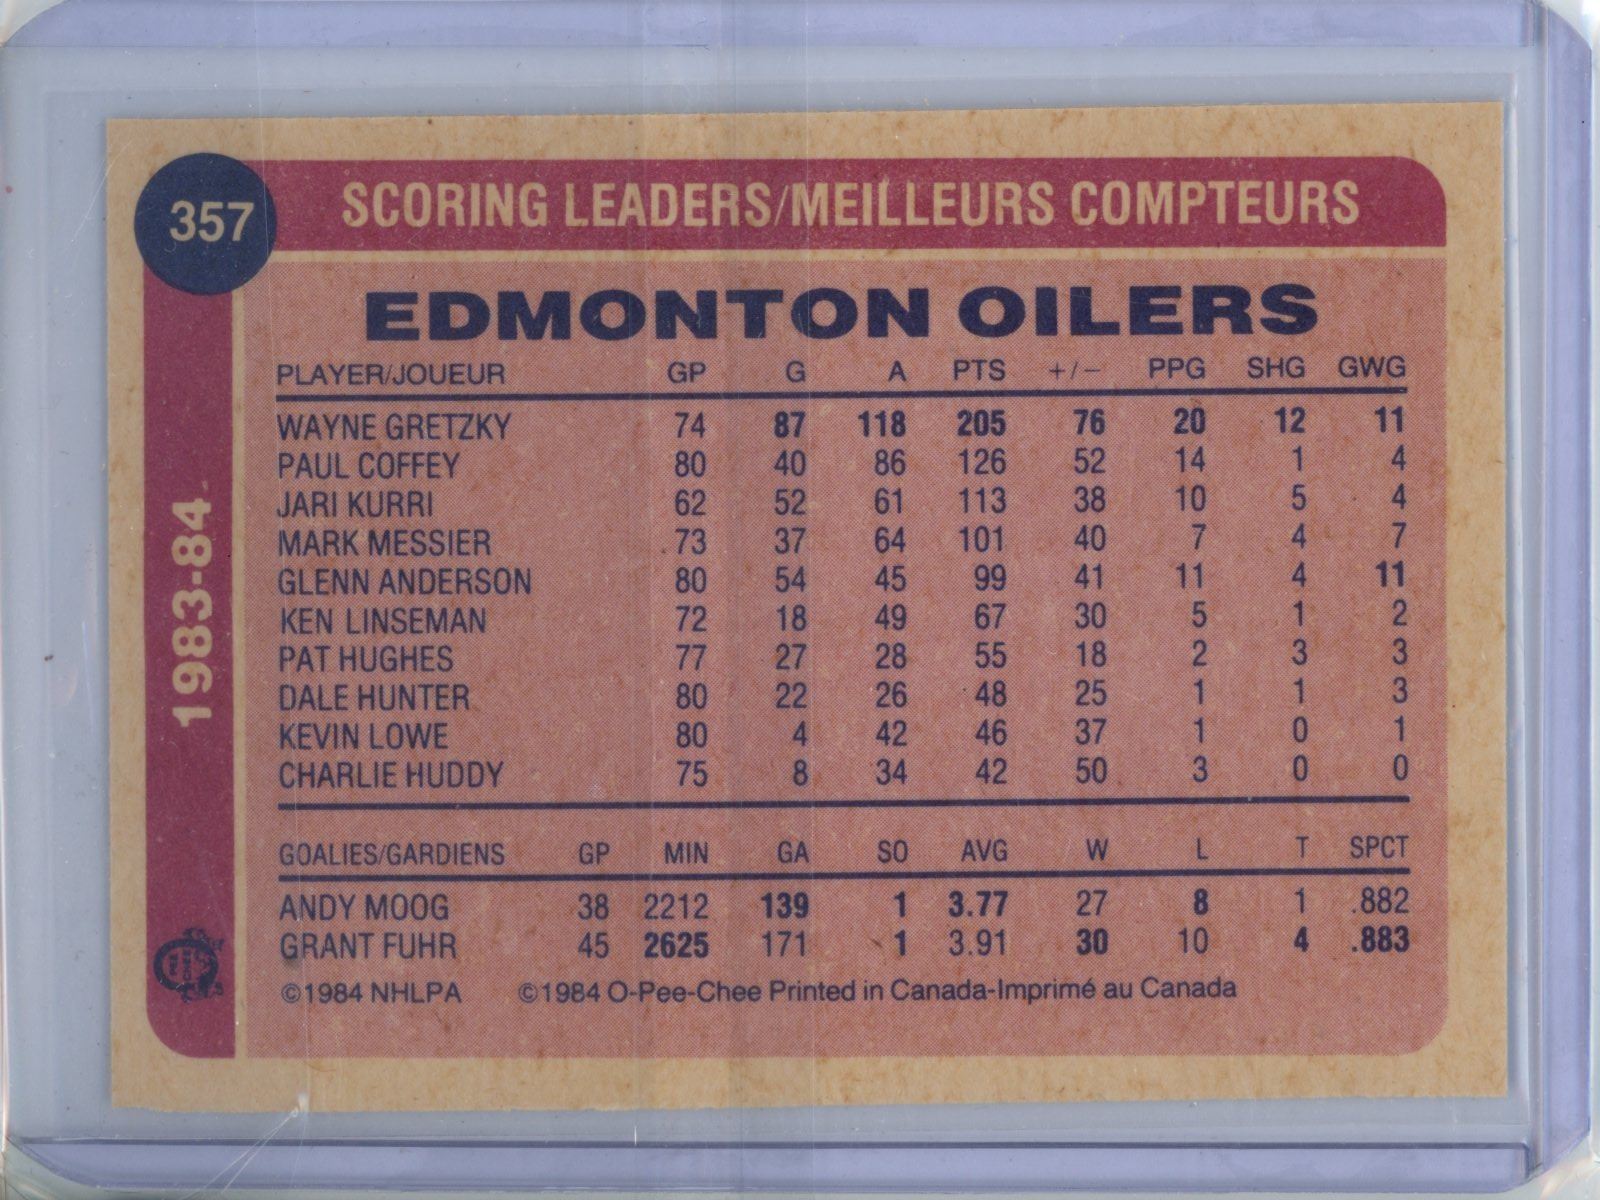 357
SCORING LEADERS/MEILLEURS COMPTEURS
1983-84
EDMONTON OILERS
PLAYER/JOUEUR GP G A PTS +/- PPG SHG GWG
WAYNE GRETZKY 74 87 118 205 76 20 12 11
PAUL COFFEY 80 40 86 126 52 14 1 4
JARI KURRI 62 52 61 113 38 10 5 4
MARK MESSIER 73 37 64 101 40 7 4 7
GLENN ANDERSON 80 54 45 99 41 11 4 11
KEN LINSEMAN 72 18 49 67 30 5 1 2
PAT HUGHES 77 27 28 55 18 2 3 3
DALE HUNTER 80 22 26 48 25 1 1 3
KEVIN LOWE 80 4 42 46 37 1 0 1
CHARLIE HUDDY 75 8 34 42 50 3 0 0
GOALIES/GARDIENS GP MIN GA SO AVG W L T SPCT
ANDY MOOG 38 2212 139 1 3.77 27 8 1 .882
GRANT FUHR 45 2625 171 1 3.91 30 10 4 .883
©1984 NHLPA ©1984 O-Pee-Chee Printed in Canada-Imprimé au Canada